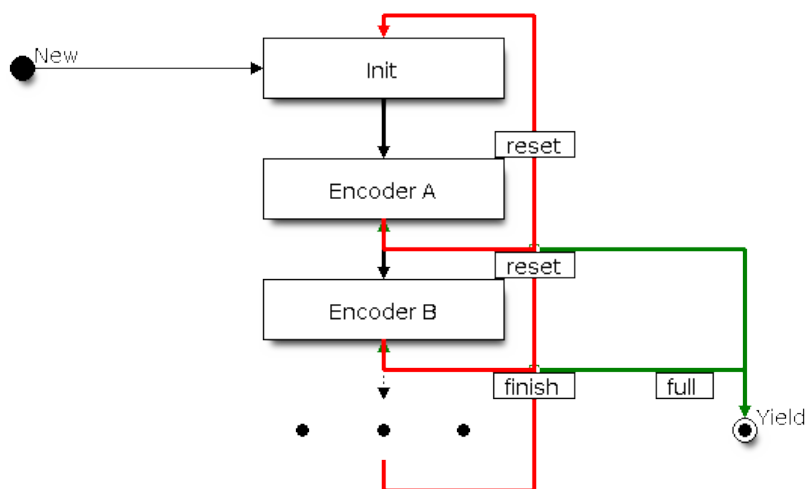 New
Init
reset
Encoder A
reset
Encoder B
finish
full
Yield